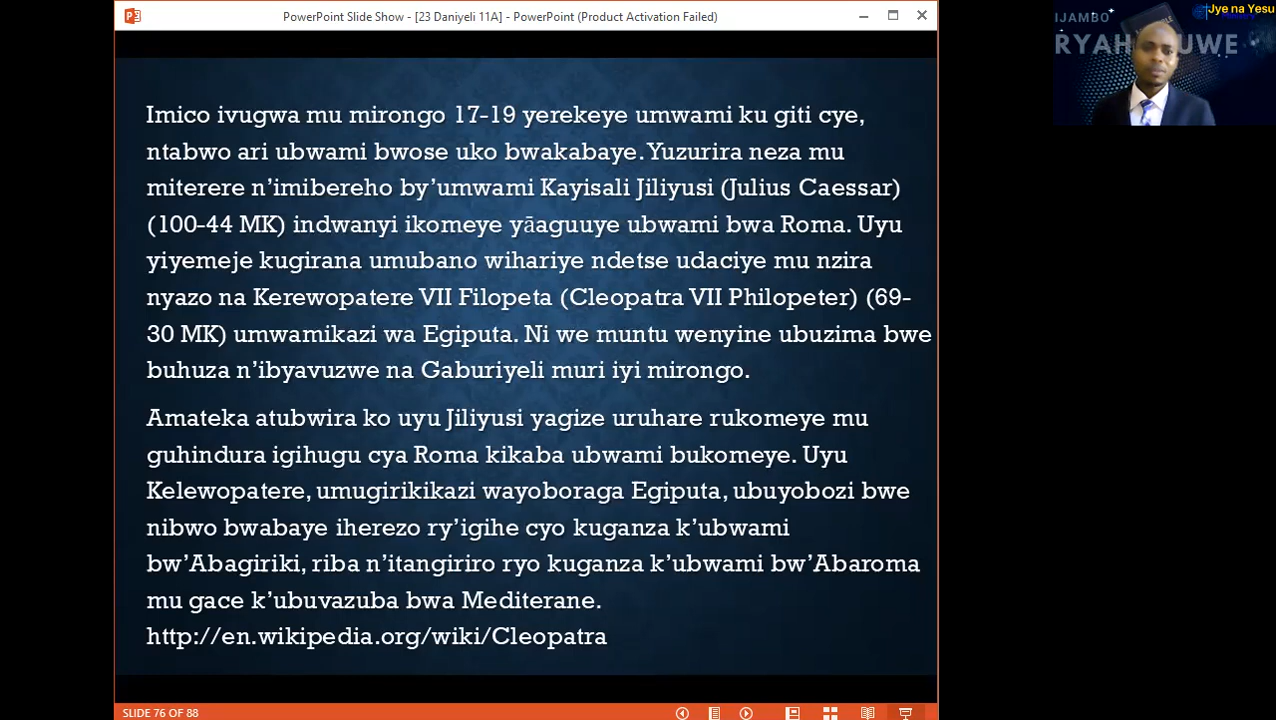 PowerPoint Slide Show - [23 Daniyeli 11A] - PowerPoint (Product Activation Failed)
Jye na Yesu
Ministry
IJAMBO
Imico ivugwa mu mirongo 17-19 yerekeye umwami ku giti cye,
ntabwo ari ubwami bwose uko bwakabaye. Yuzurira neza mu
miterere n’imibereho by’umwami Kayisali Jiliyusi (Julius Caessar)
(100-44 MK) indwanyi ikomeye yāaguuye ubwami bwa Roma. Uyu
yiyemeje kugirana umubano wihariye ndetse udaciye mu nzira
nyazo na Kerewopatere VII Filopeta (Cleopatra VII Philopeter) (69-
30 MK) umwamikazi wa Egiputa. Ni we muntu wenyine ubuzima bwe
buhuza n’ibyavuzwe na Gaburiyeli muri iyi mirongo.
Amateka atubwira ko uyu Jiliyusi yagize uruhare rukomeye mu
guhindura igihugu cya Roma kikaba ubwami bukomeye. Uyu
Kelewopatere, umugirikikazi wayoboraga Egiputa, ubuyobozi bwe
nibwo bwabaye iherezo ry’igihe cyo kuganza k’ubwami
bw’Abagiriki, riba n’itangiriro ryo kuganza k’ubwami bw’Abaroma
mu gace k’ubuvazuba bwa Mediterane.
http://en.wikipedia.org/wiki/Cleopatra
SLIDE 76 OF 88